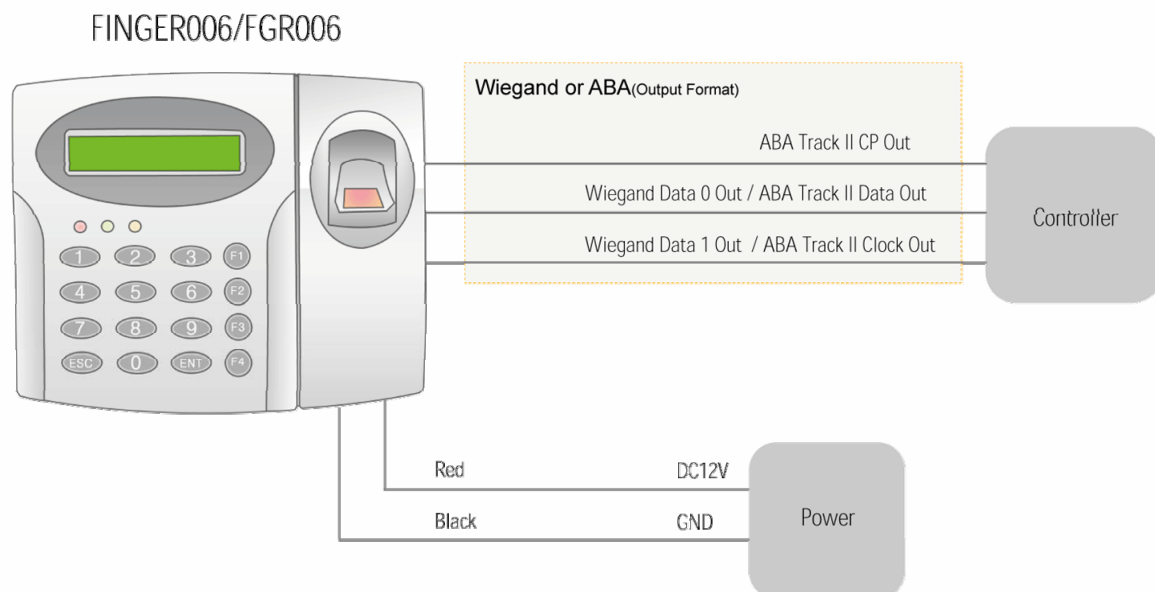 FINGER006/FGR006
Wiegand or ABA(Output Format)
ABA Track II CP Out
Wiegand Data 0 Out / ABA Track II Data Out
Wiegand Data 1 Out / ABA Track II Clock Out
Controller
1 2 3 F1
4 5 6 F2
7 8 9 F3
ESC 0 ENT F4
Red DC12V
Black GND
Power